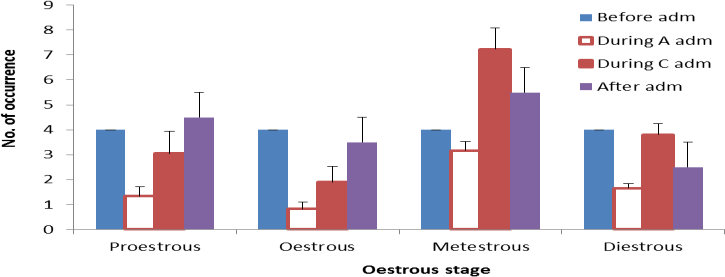 9
8
7
6
5
4
3
2
1
0
No. of occurrence
Before adm
During A adm
During C adm
After adm
Proestrous Oestrous Metestrous Diestrous
Oestrous stage